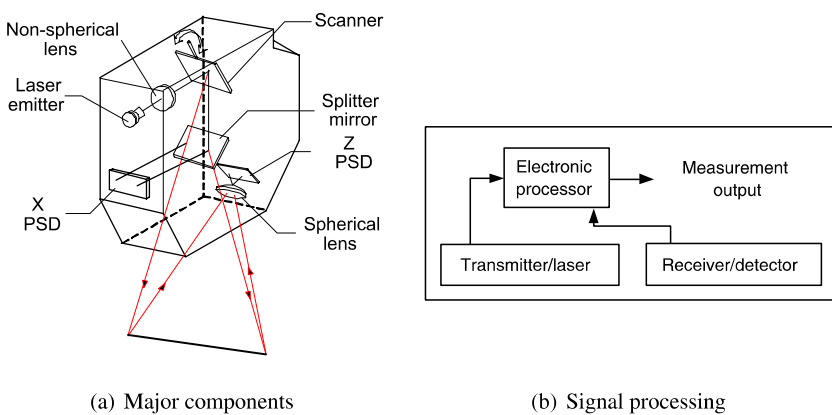 Non-spherical
lens
Laser
emitter
X
PSD
Scanner
Splitter
mirror
Z
PSD
Spherical
lens
(a) Major components
Electronic
processor
Measurement
output
Transmitter/laser
Receiver/detector
(b) Signal processing